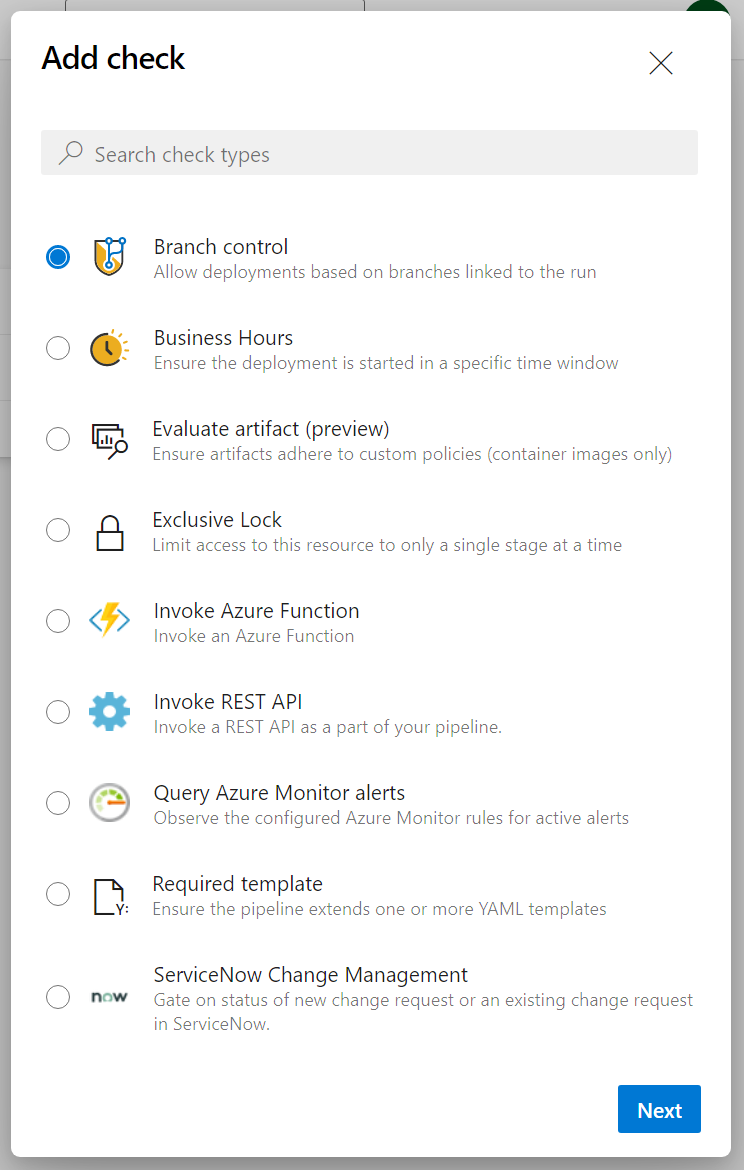 Add check
Search check types
Branch control
Allow deployments based on branches linked to the run
Business Hours
Ensure the deployment is started in a specific time window
Evaluate artifact (preview)
Ensure artifacts adhere to custom policies (container images only)
Exclusive Lock
Limit access to this resource to only a single stage at a time
Invoke Azure Function
Invoke an Azure Function
Invoke REST API
Invoke a REST API as a part of your pipeline.
Query Azure Monitor alerts
Observe the configured Azure Monitor rules for active alerts
Required template
Y:
Ensure the pipeline extends one or more YAML templates
ServiceNow Change Management
now
Gate on status of new change request or an existing change request
in ServiceNow.
Next